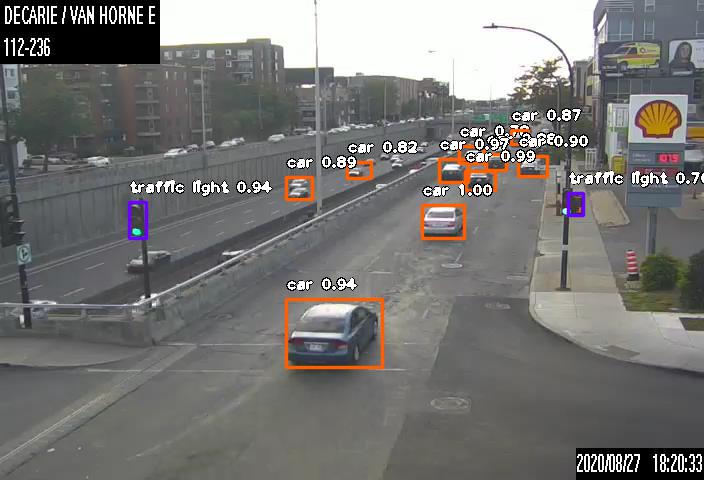 DECARIE / VAN HORNE E
112-236
car 0.87
car 0.82
car 0.97
car 0.90
car 0.99
car 0.89
traffic light 0.94
traffic light 0.70
car 1.00
car 0.94
Shell
2020/08/27 18:20:33